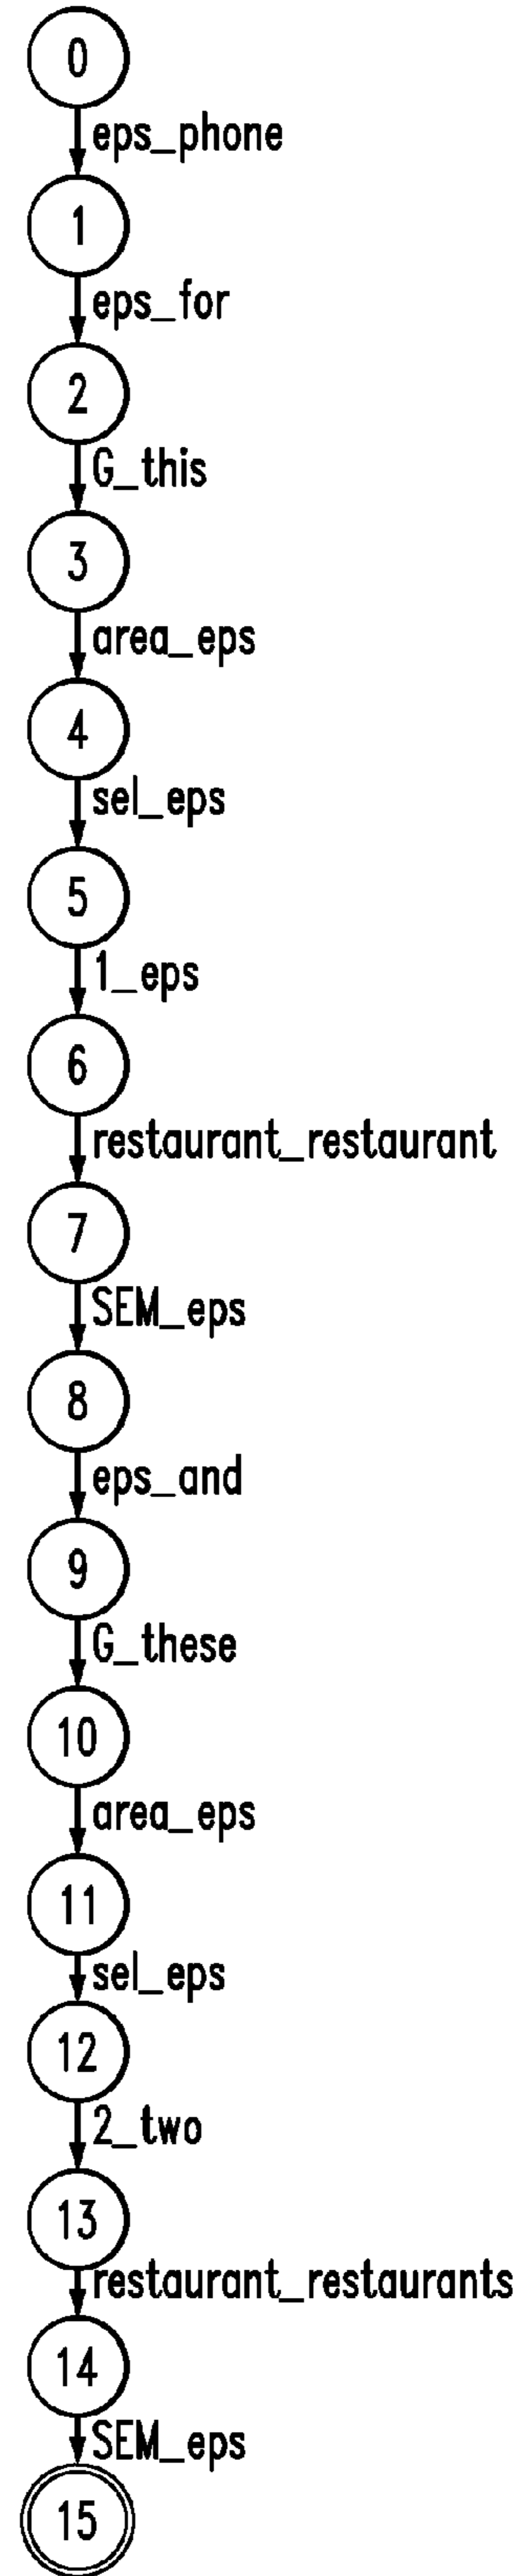 0
eps_phone
1
eps_for
2
G_this
3
area_eps
4
sel_eps
5
1_eps
6
restaurant_restaurant
7
SEM_eps
8
eps_and
9
G_these
10
area_eps
11
sel_eps
12
2_two
13
restaurant_restaurants
14
SEM_eps
15